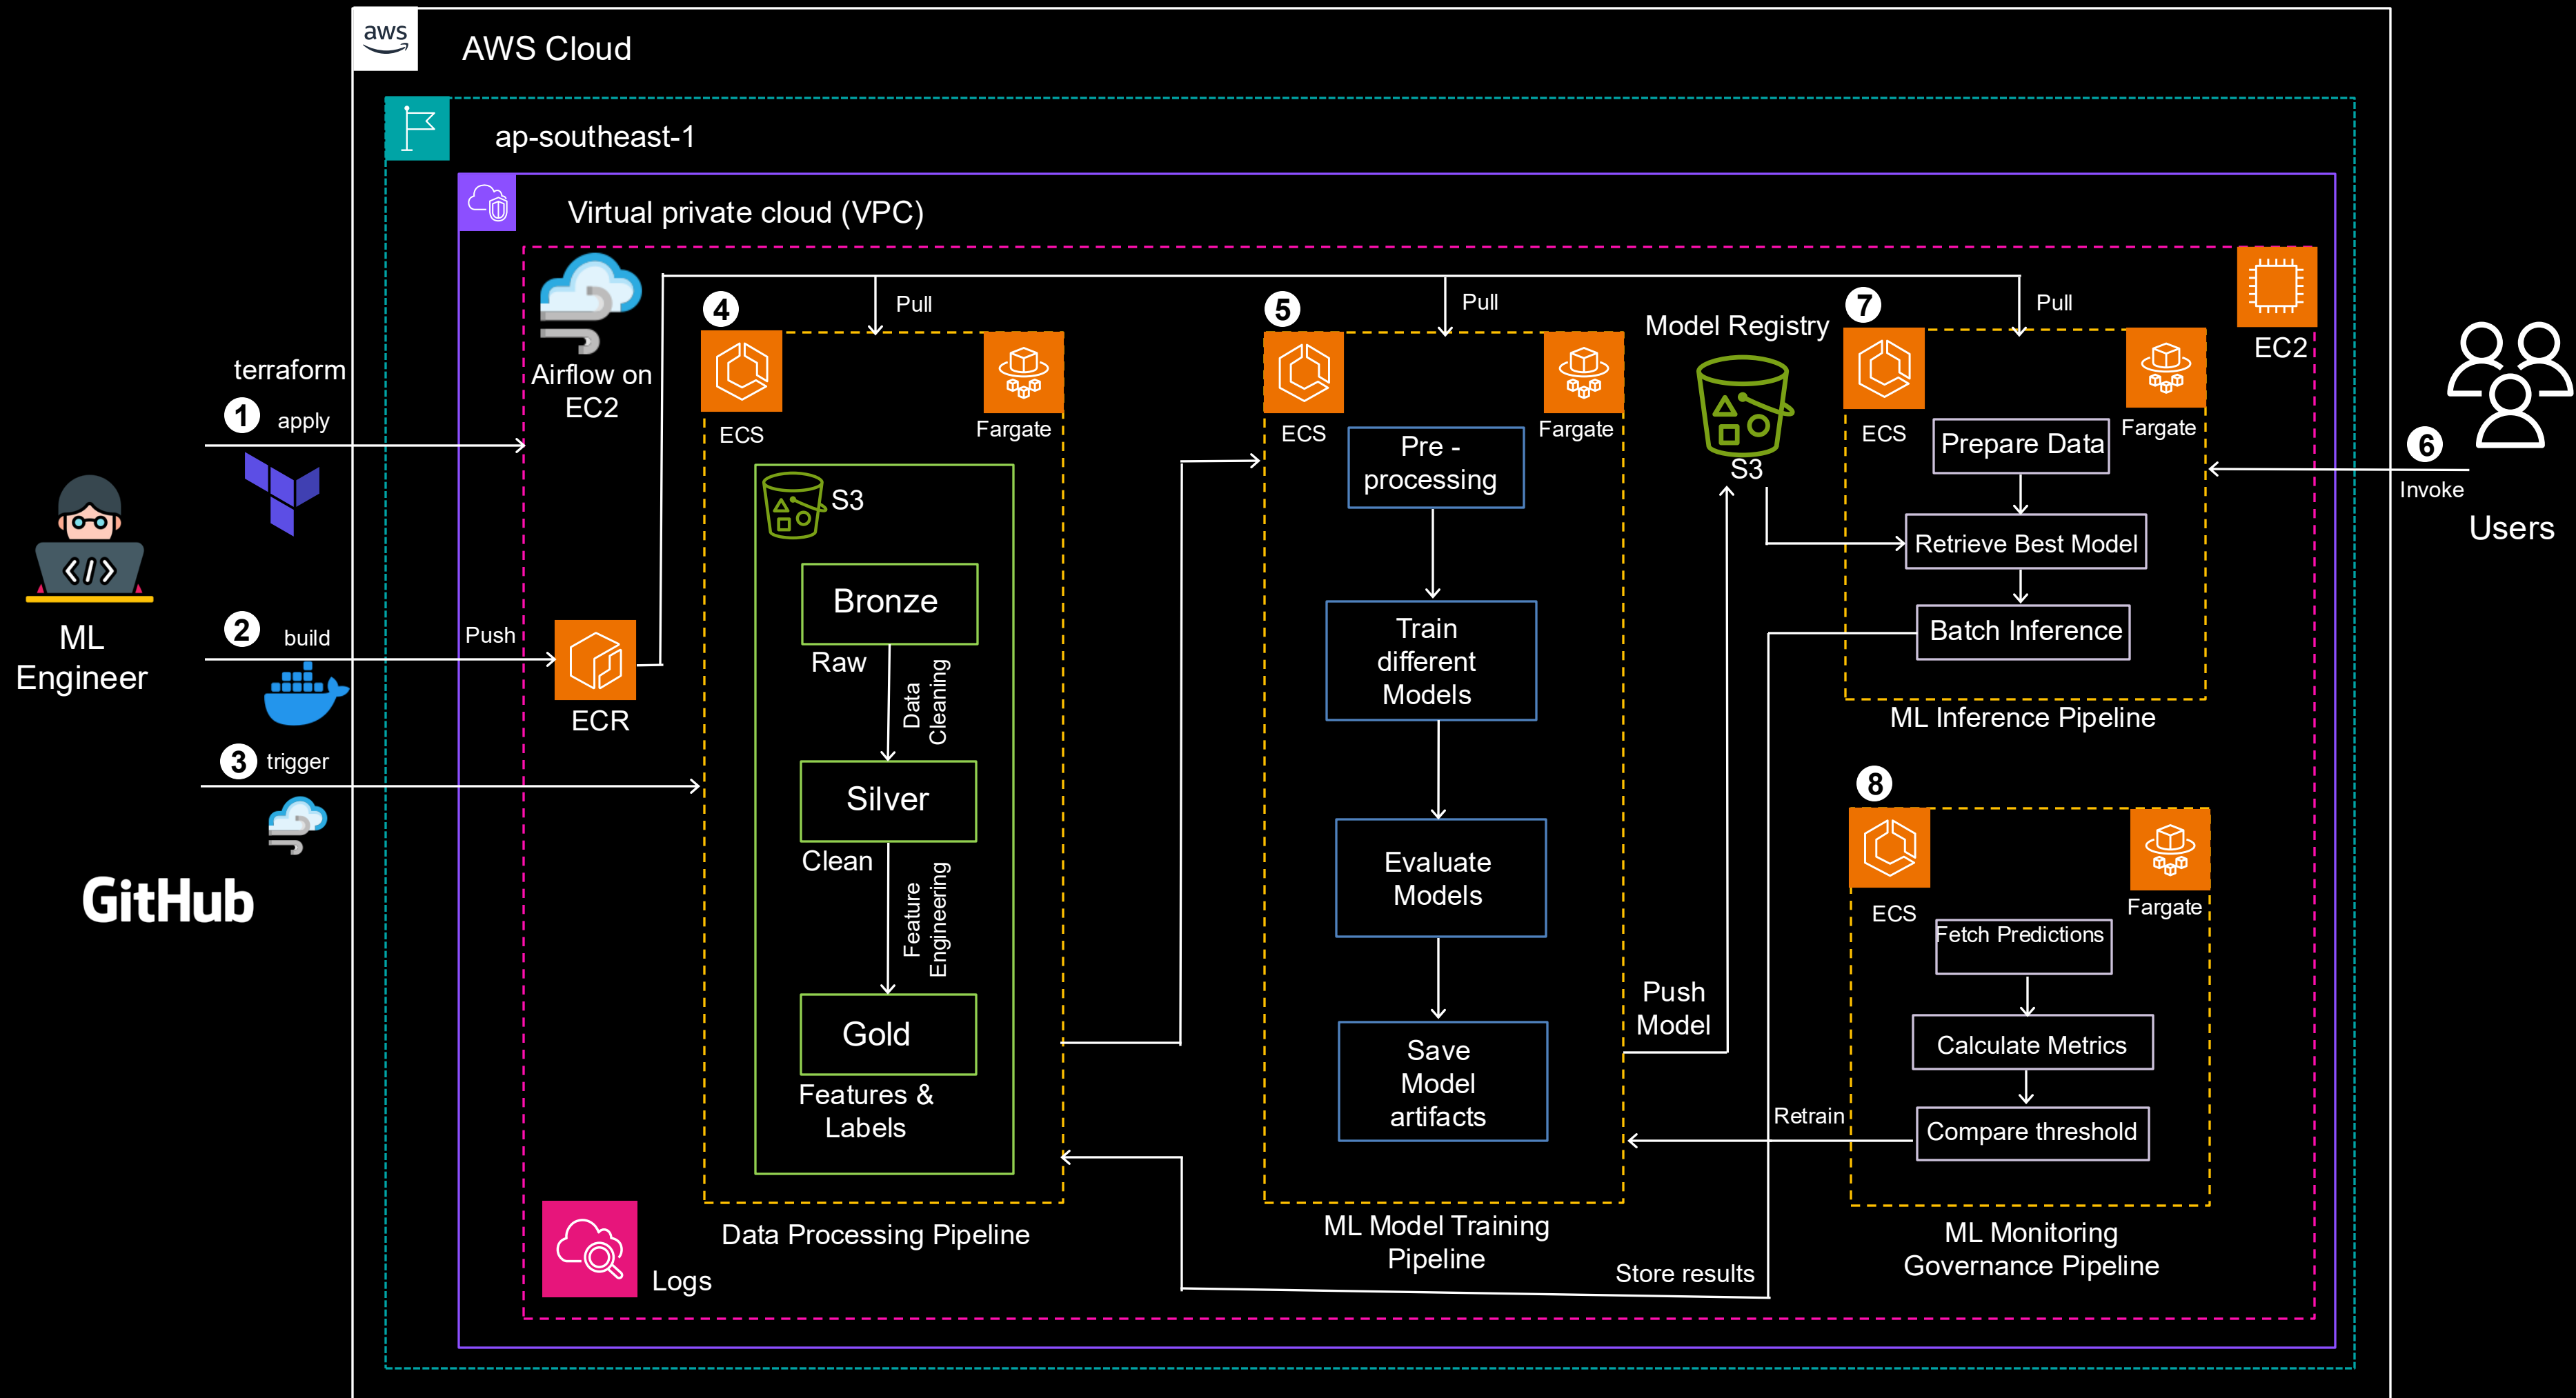 aws
AWS Cloud
ap-southeast-1
Virtual private cloud (VPC)
EC2
Airflow on
EC2
terraform
1
apply
ML
Engineer
2
build
Push
ECR
3
trigger
GitHub
Logs
4
Pull
ECS
Fargate
S3
Bronze
Raw
Data
Cleaning
Silver
Clean
Feature
Engineering
Gold
Features &
Labels
Data Processing Pipeline
5
Pull
ECS
Fargate
Pre -
processing
Train
different
Models
Evaluate
Models
Save
Model
artifacts
ML Model Training
Pipeline
Push
Model
Model Registry
S3
6
Invoke
Users
7
Pull
ECS
Fargate
Prepare Data
Retrieve Best Model
Batch Inference
ML Inference Pipeline
Store results
8
ECS
Fargate
Fetch Predictions
Calculate Metrics
Compare threshold
Retrain
ML Monitoring
Governance Pipeline